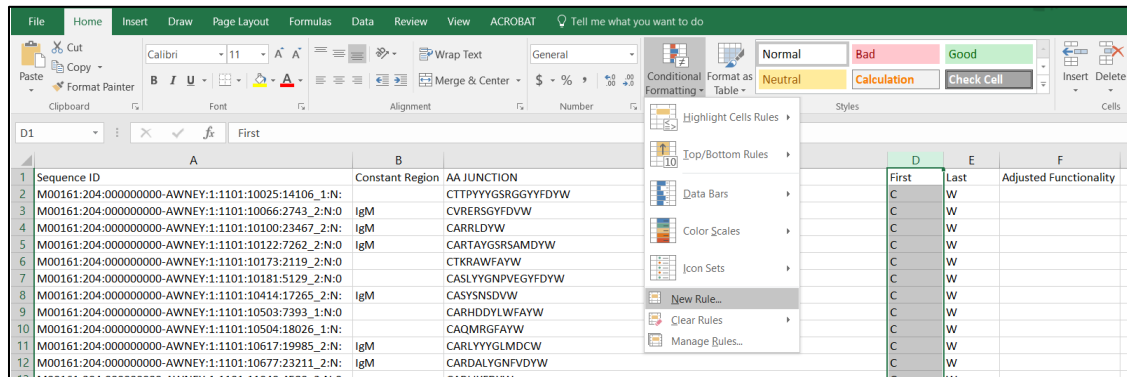 File Home Insert Draw Page Layout Formulas Data Review View ACROBAT Tell me what you want to do
Paste
Cut
Copy
Format Painter
Clipboard
Calibri 11 A A
B I U A
Font
Wrap Text
Merge & Center
Alignment
General
$ % , .0 .00 .00 .0
Number
Conditional Formatting
Format as Table
Normal Bad Good
Neutral Calculation Check Cell
Styles
Insert Delete
Cells
D1 fx First
Highlight Cells Rules
Top/Bottom Rules
Data Bars
Color Scales
Icon Sets
New Rule...
Clear Rules
Manage Rules...
A B D E F
1 Sequence ID Constant Region AA JUNCTION First Last Adjusted Functionality
2 M00161:204:000000000-AWNEY:1:1101:10025:14106_1:N: CTTPYYYGSRGGYYFDYW C W
3 M00161:204:000000000-AWNEY:1:1101:10066:2743_2:N:0 IgM CVRERSGYFDVW C W
4 M00161:204:000000000-AWNEY:1:1101:10100:23467_2:N: IgM CARRLDYW C W
5 M00161:204:000000000-AWNEY:1:1101:10122:7262_2:N:0 IgM CARTAYGSRSAMDYW C W
6 M00161:204:000000000-AWNEY:1:1101:10173:2119_2:N:0 CTKRAWFAYW C W
7 M00161:204:000000000-AWNEY:1:1101:10181:5129_2:N:0 CASLYYGNPVEGYFDYW C W
8 M00161:204:000000000-AWNEY:1:1101:10414:17265_2:N: IgM CASYSNSDVW C W
9 M00161:204:000000000-AWNEY:1:1101:10503:7393_1:N:0 CARHDDYLWFAYW C W
10 M00161:204:000000000-AWNEY:1:1101:10504:18026_1:N: CAQMRGFAYW C W
11 M00161:204:000000000-AWNEY:1:1101:10617:19985_2:N: IgM CARLYYYGLMDCW C W
12 M00161:204:000000000-AWNEY:1:1101:10677:23211_2:N: IgM CARDALYGNFVDYW C W